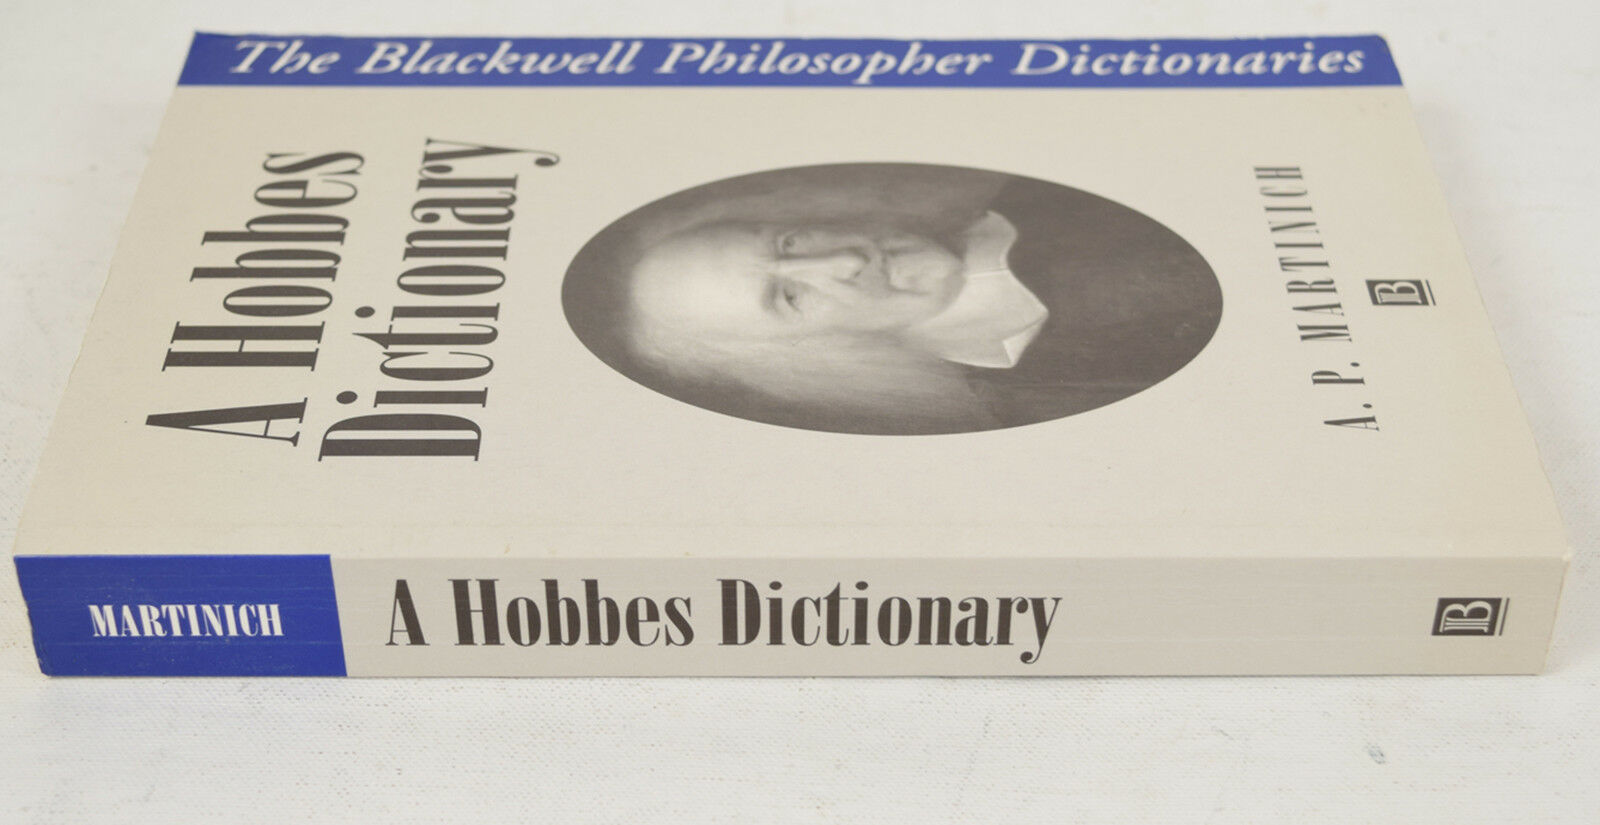 The Blackwell Philosopher Dictionaries
A Hobbes
Dictionary
A. P. MARTINICH
B
MARTINICH
A Hobbes Dictionary
B